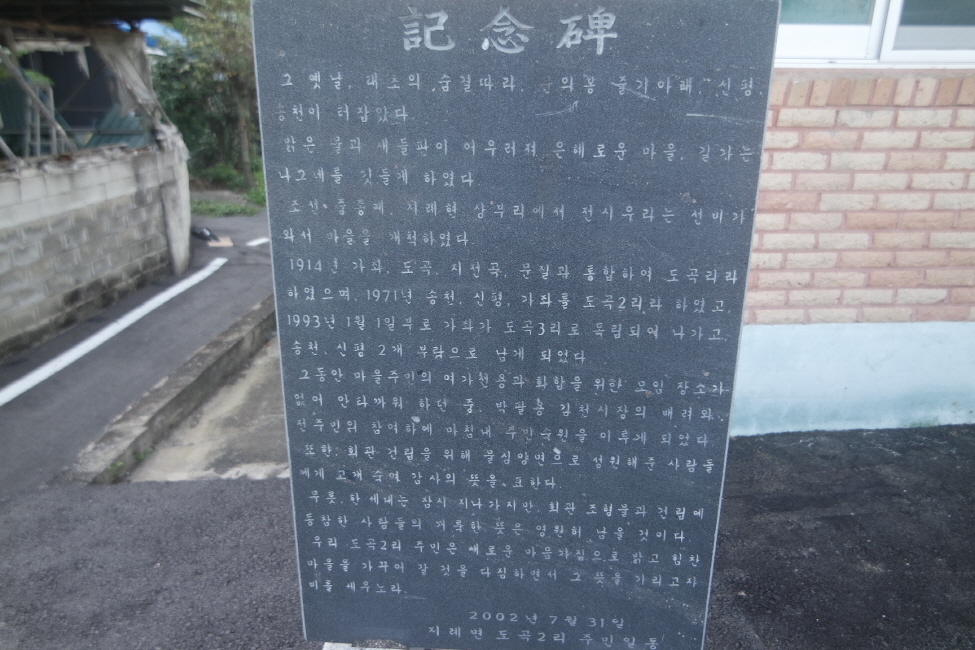 記念碑
그 옛날, 태초의 숨결따라, 줄기아래, 신평,
송천이 터잡았다.
맑은 물과 새들판이 어우러져 은혜로운 마을, 길가는
나그네를 깃들게 하였다.
조선 중종때, 지례현 상부리에서 전시우라는 선비가
와서 마을을 개척하였다.
1914년 가좌, 도곡, 지전곡, 문질과 통합하여 도곡리라
하였으며, 1971년 송천, 신평, 가좌를 도곡2리라 하였고,
1993년 1월 1일부로 가좌가 도곡3리로 독립되여 나가고,
송천, 신평 2개 부락으로 남게 되었다.
그동안 마을주민의 여가선용과 화합을 위한 모임 장소가
없어 안타까워 하던 중, 박팔용 김천시장의 배려와,
전주민위 참여하에 마침내 주민숙원을 이루게 되었다.
또한, 회관 건립을 위해 물심양면으로 성원해준 사람들
에게 고개 숙여 감사의 뜻을 표한다.
무릇, 한 세대는 잠시 지나가지만, 회관 조형물과 건립에
동참한 사람들의 거룩한 뜻은 영원히 남을 것이다.
우리 도곡2리 주민은 새로운 마음가짐으로 밝고 힘찬
마을을 가꾸어 갈 것을 다짐하면서 그 뜻을 기리고자
비를 세우노라.
2002년 7월 31일
지례면 도곡2리 주민일동